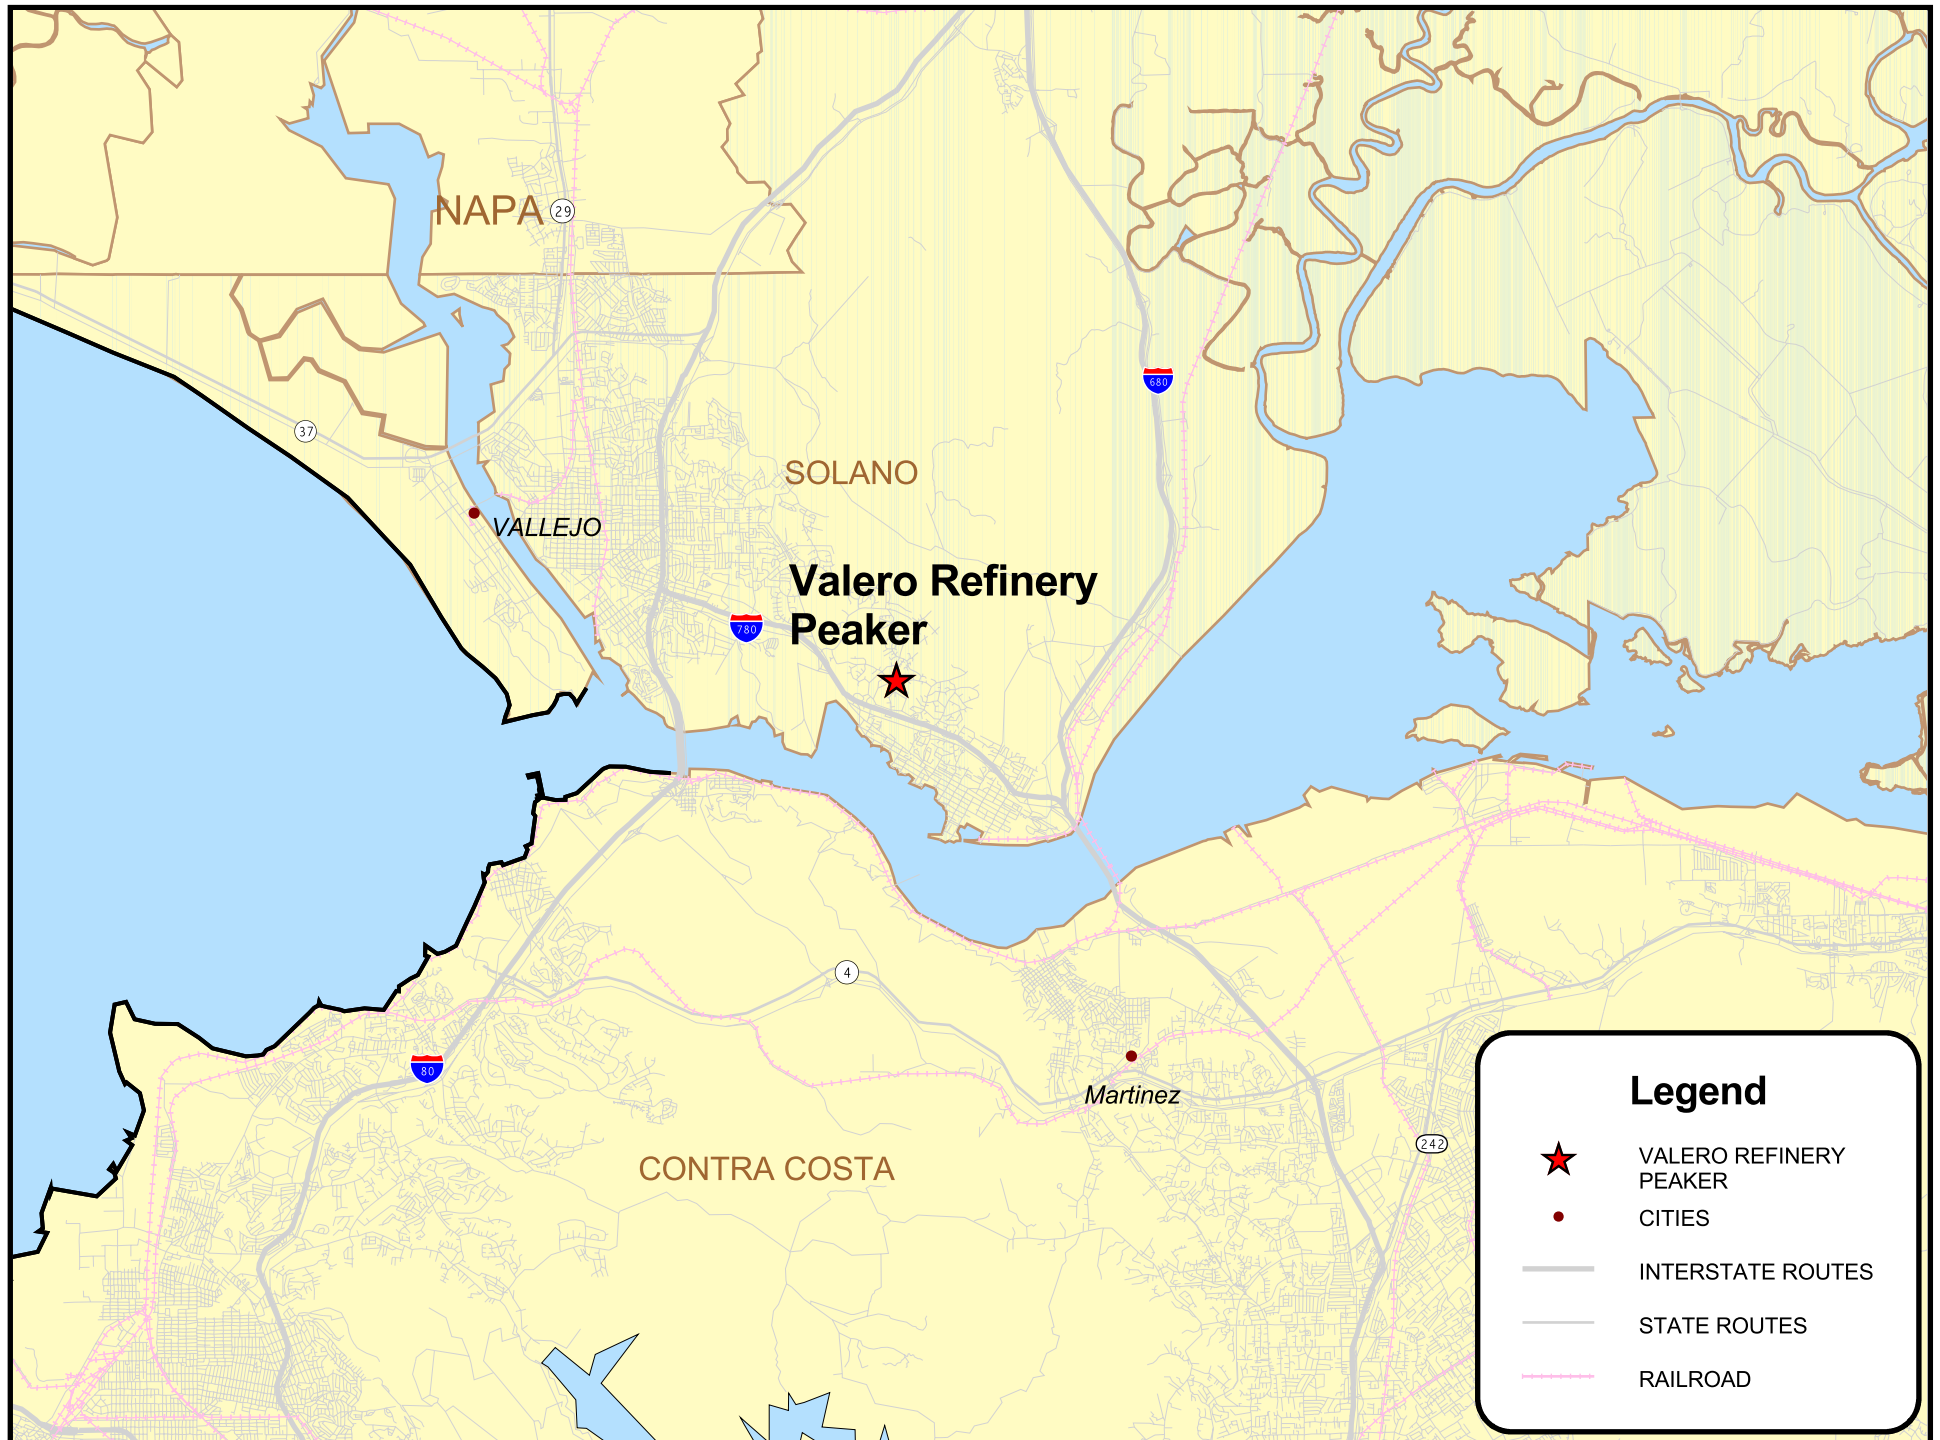 NAPA
29
680
37
SOLANO
VALLEJO
Valero Refinery
Peaker
780
4
80
Martinez
CONTRA COSTA
242
Legend
VALERO REFINERY
PEAKER
CITIES
INTERSTATE ROUTES
STATE ROUTES
RAILROAD